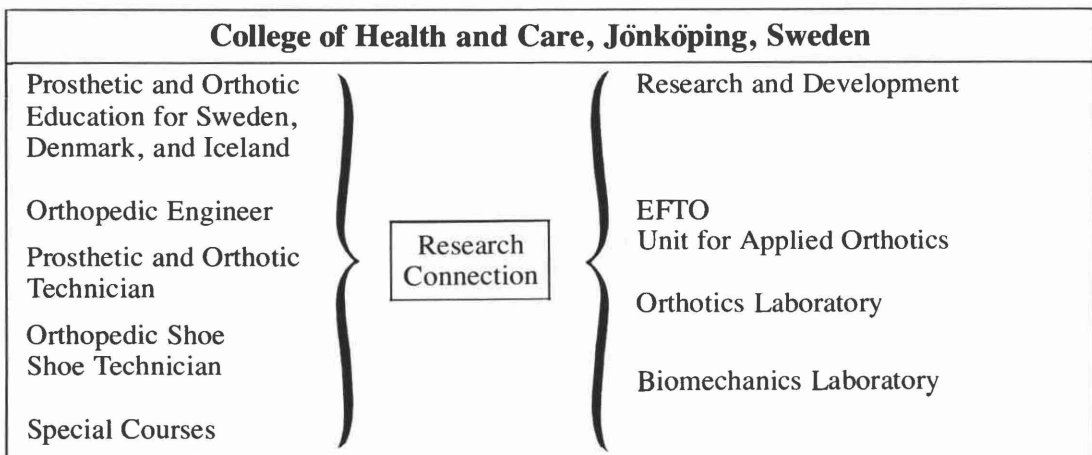 College of Health and Care, Jönköping, Sweden
Prosthetic and Orthotic
Education for Sweden,
Denmark, and Iceland
Orthopedic Engineer
Prosthetic and Orthotic
Technician
Orthopedic Shoe
Shoe Technician
Special Courses
Research
Connection
Research and Development
EFTO
Unit for Applied Orthotics
Orthotics Laboratory
Biomechanics Laboratory